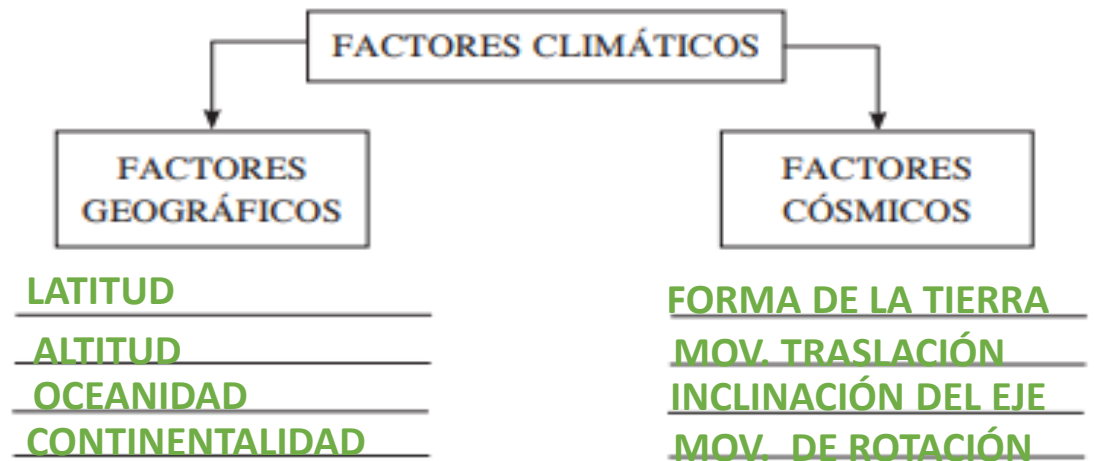 FACTORES CLIMÁTICOS
FACTORES
GEOGRÁFICOS
LATITUD
ALTITUD
OCEANIDAD
CONTINENTALIDAD
FACTORES
CÓSMICOS
FORMA DE LA TIERRA
MOV. TRASLACIÓN
INCLINACIÓN DEL EJE
MOV. DE ROTACIÓN